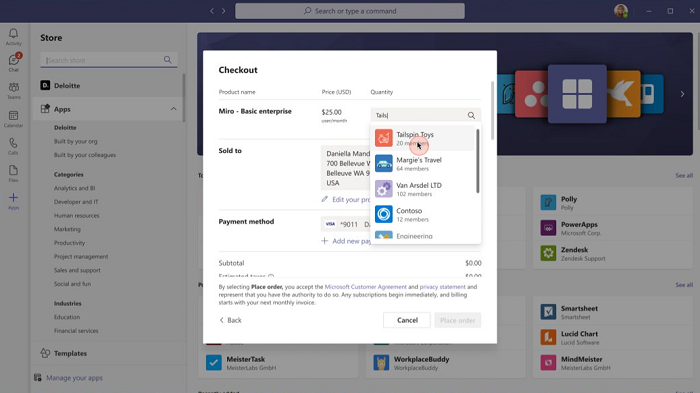 Search or type a command
Activity
2
Chat
Teams
Calendar
Calls
Files
Apps
Store
Search store
Deloitte
Apps
Deloitte
Built by your org
Built by your colleagues
Categories
Analytics and BI
Developer and IT
Human resources
Marketing
Productivity
Project management
Sales and support
Social and fun
Industries
Education
Financial services
Templates
Manage your apps
Checkout
Product name
Price (USD)
Quantity
Miro - Basic enterprise
$25.00
user/month
Tails
Tailspin Toys
20 members
Margie's Travel
64 members
Van Arsdel LTD
102 members
Contoso
12 members
Engineering
Sold to
Daniella Mand
700 Bellevue W
Bellevue WA 9
USA
Edit your pro
Payment method
VISA *9011
Add new pay
Subtotal
$0.00
Estimated taxes
$0.00
By selecting Place order, you accept the Microsoft Customer Agreement and privacy statement and
represent that you have the authority to do so. Any subscriptions begin immediately, and billing
starts with your next monthly invoice.
Back
Cancel
Place order
See all
Polly
Polly
PowerApps
Microsoft Corp.
Zendesk
Zendesk Support
See all
Smartsheet
Smartsheet
Lucid Chart
Lucid Software
MeisterTask
MeisterLabs GmbH
WorkplaceBuddy
WorkplaceBuddy
MindMeister
MeisterLabs GmbH